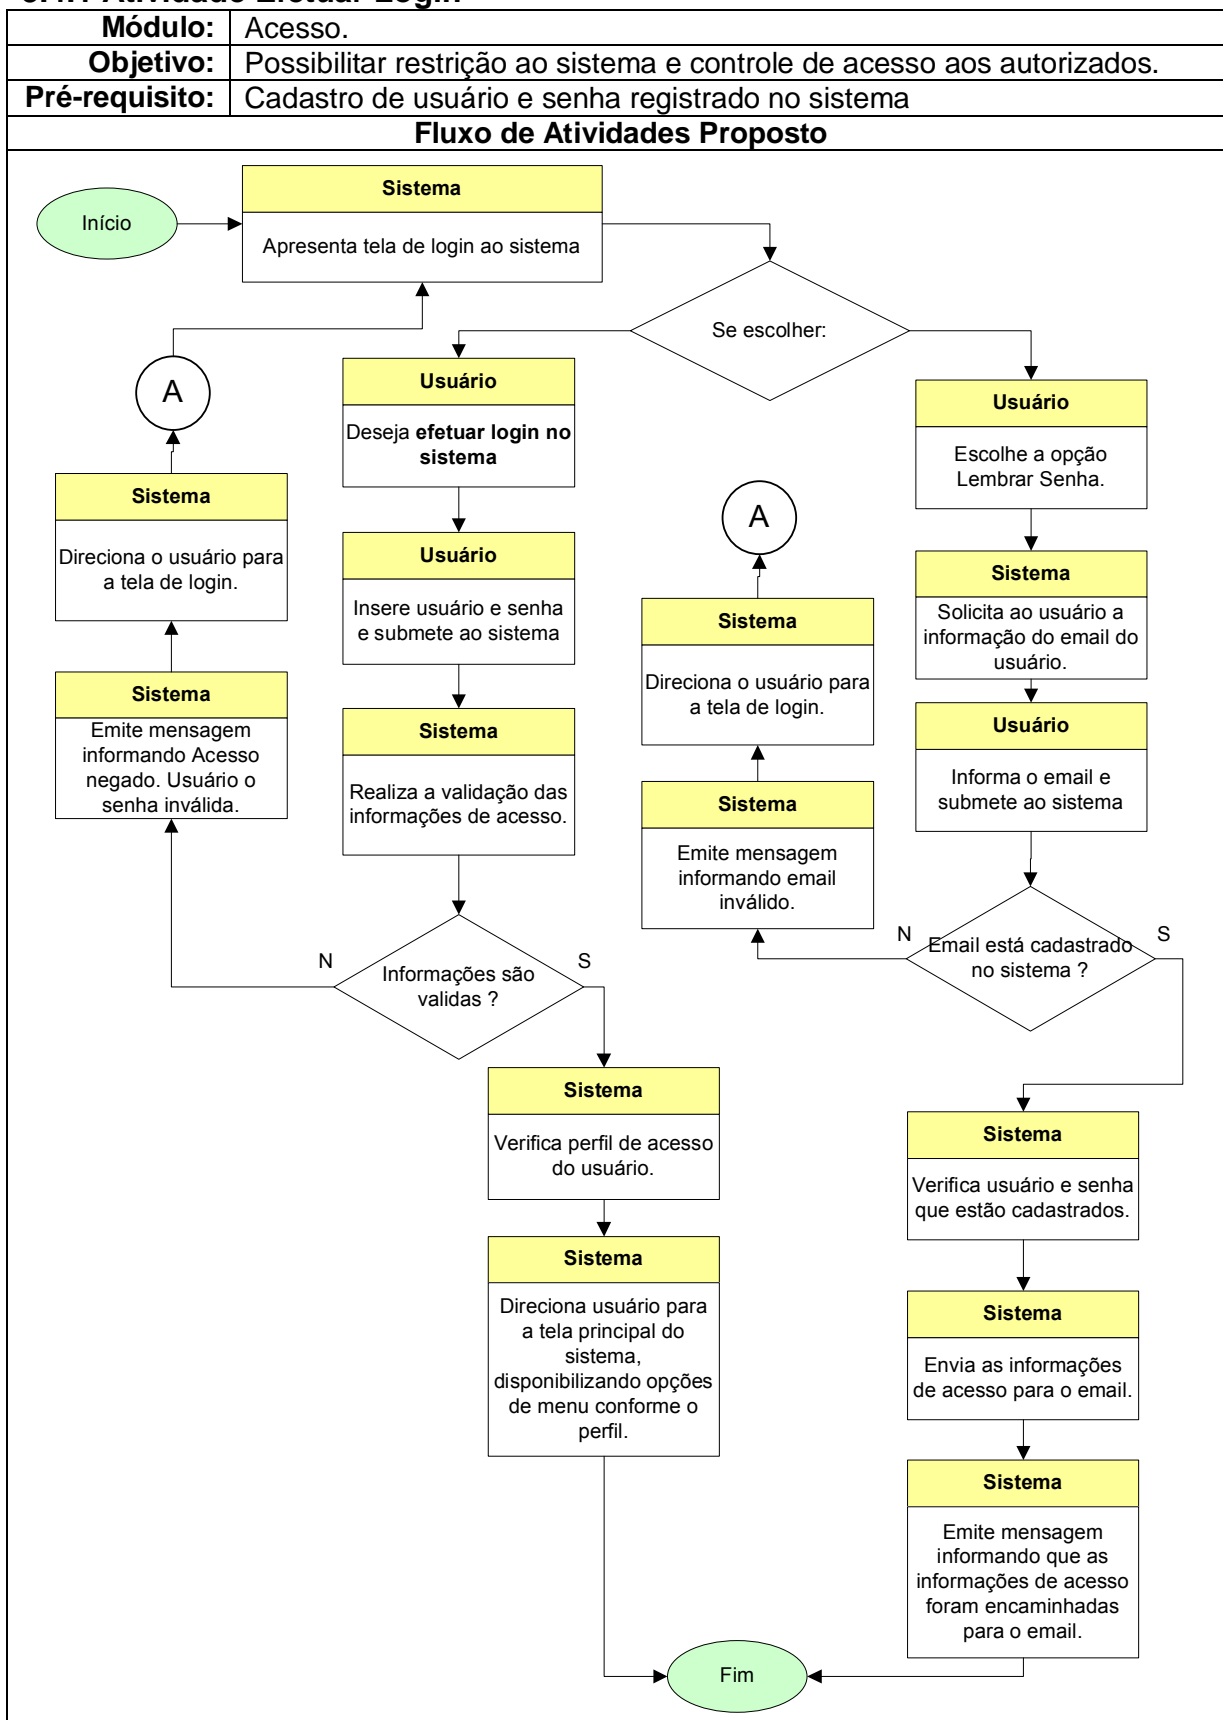 Módulo: Acesso.
Objetivo: Possibilitar restrição ao sistema e controle de acesso aos autorizados.
Pré-requisito: Cadastro de usuário e senha registrado no sistema
Fluxo de Atividades Proposto
Início
Sistema
Apresenta tela de login ao sistema
Se escolher:
A
Sistema
Direciona o usuário para
a tela de login.
Sistema
Emite mensagem
informando Acesso
negado. Usuário o
senha inválida.
Usuário
Deseja efetuar login no
sistema
Usuário
Insere usuário e senha
e submete ao sistema
Sistema
Realiza a validação das
informações de acesso.
N
Informações são
validas ?
S
Sistema
Verifica perfil de acesso
do usuário.
Sistema
Direciona usuário para
a tela principal do
sistema,
disponibilizando opções
de menu conforme o
perfil.
A
Sistema
Direciona o usuário para
a tela de login.
Sistema
Emite mensagem
informando email
inválido.
Usuário
Escolhe a opção
Lembrar Senha.
Sistema
Solicita ao usuário a
informação do email do
usuário.
Usuário
Informa o email e
submete ao sistema
N
Email está cadastrado
no sistema ?
S
Sistema
Verifica usuário e senha
que estão cadastrados.
Sistema
Envia as informações
de acesso para o email.
Sistema
Emite mensagem
informando que as
informações de acesso
foram encaminhadas
para o email.
Fim